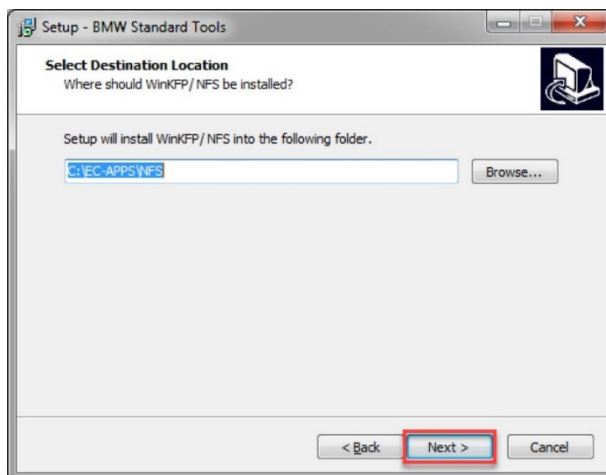 Setup - BMW Standard Tools
Select Destination Location
Where should WinKFP/NFS be installed?
Setup will install WinKFP/NFS into the following folder.
C:\EC-APPS\NFS
Browse...
< Back
Next >
Cancel